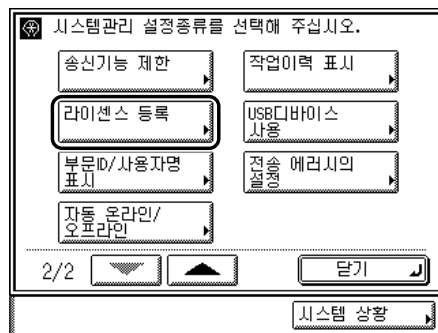 시스템관리 설정종류를 선택해 주십시오.
송신기능 제한
작업이력 표시
라이센스 등록
USB디바이스
사용
부문ID/사용자명
표시
전송 에러시의
설정
자동 온라인/
오프라인
2/2
닫기
시스템 상황